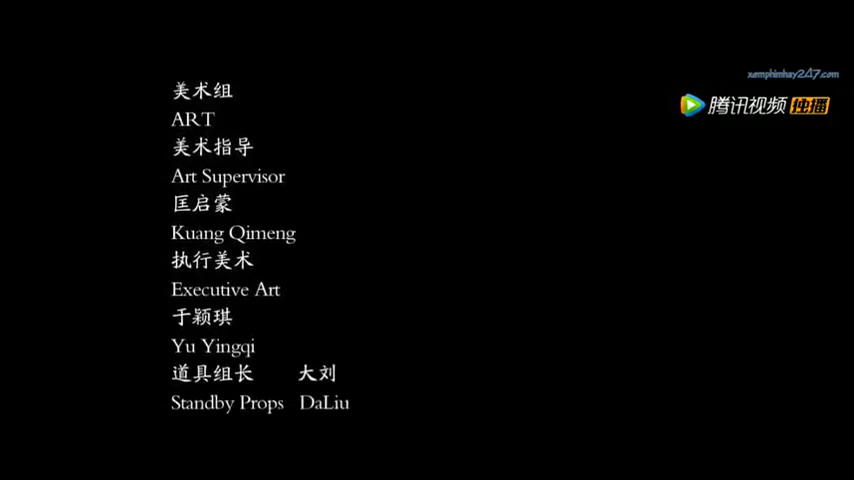 xemphimhay247.com
腾讯视频 独播
美术组
ART
美术指导
Art Supervisor
匡启蒙
Kuang Qimeng
执行美术
Executive Art
于颖琪
Yu Yingqi
道具组长 大刘
Standby Props DaLiu